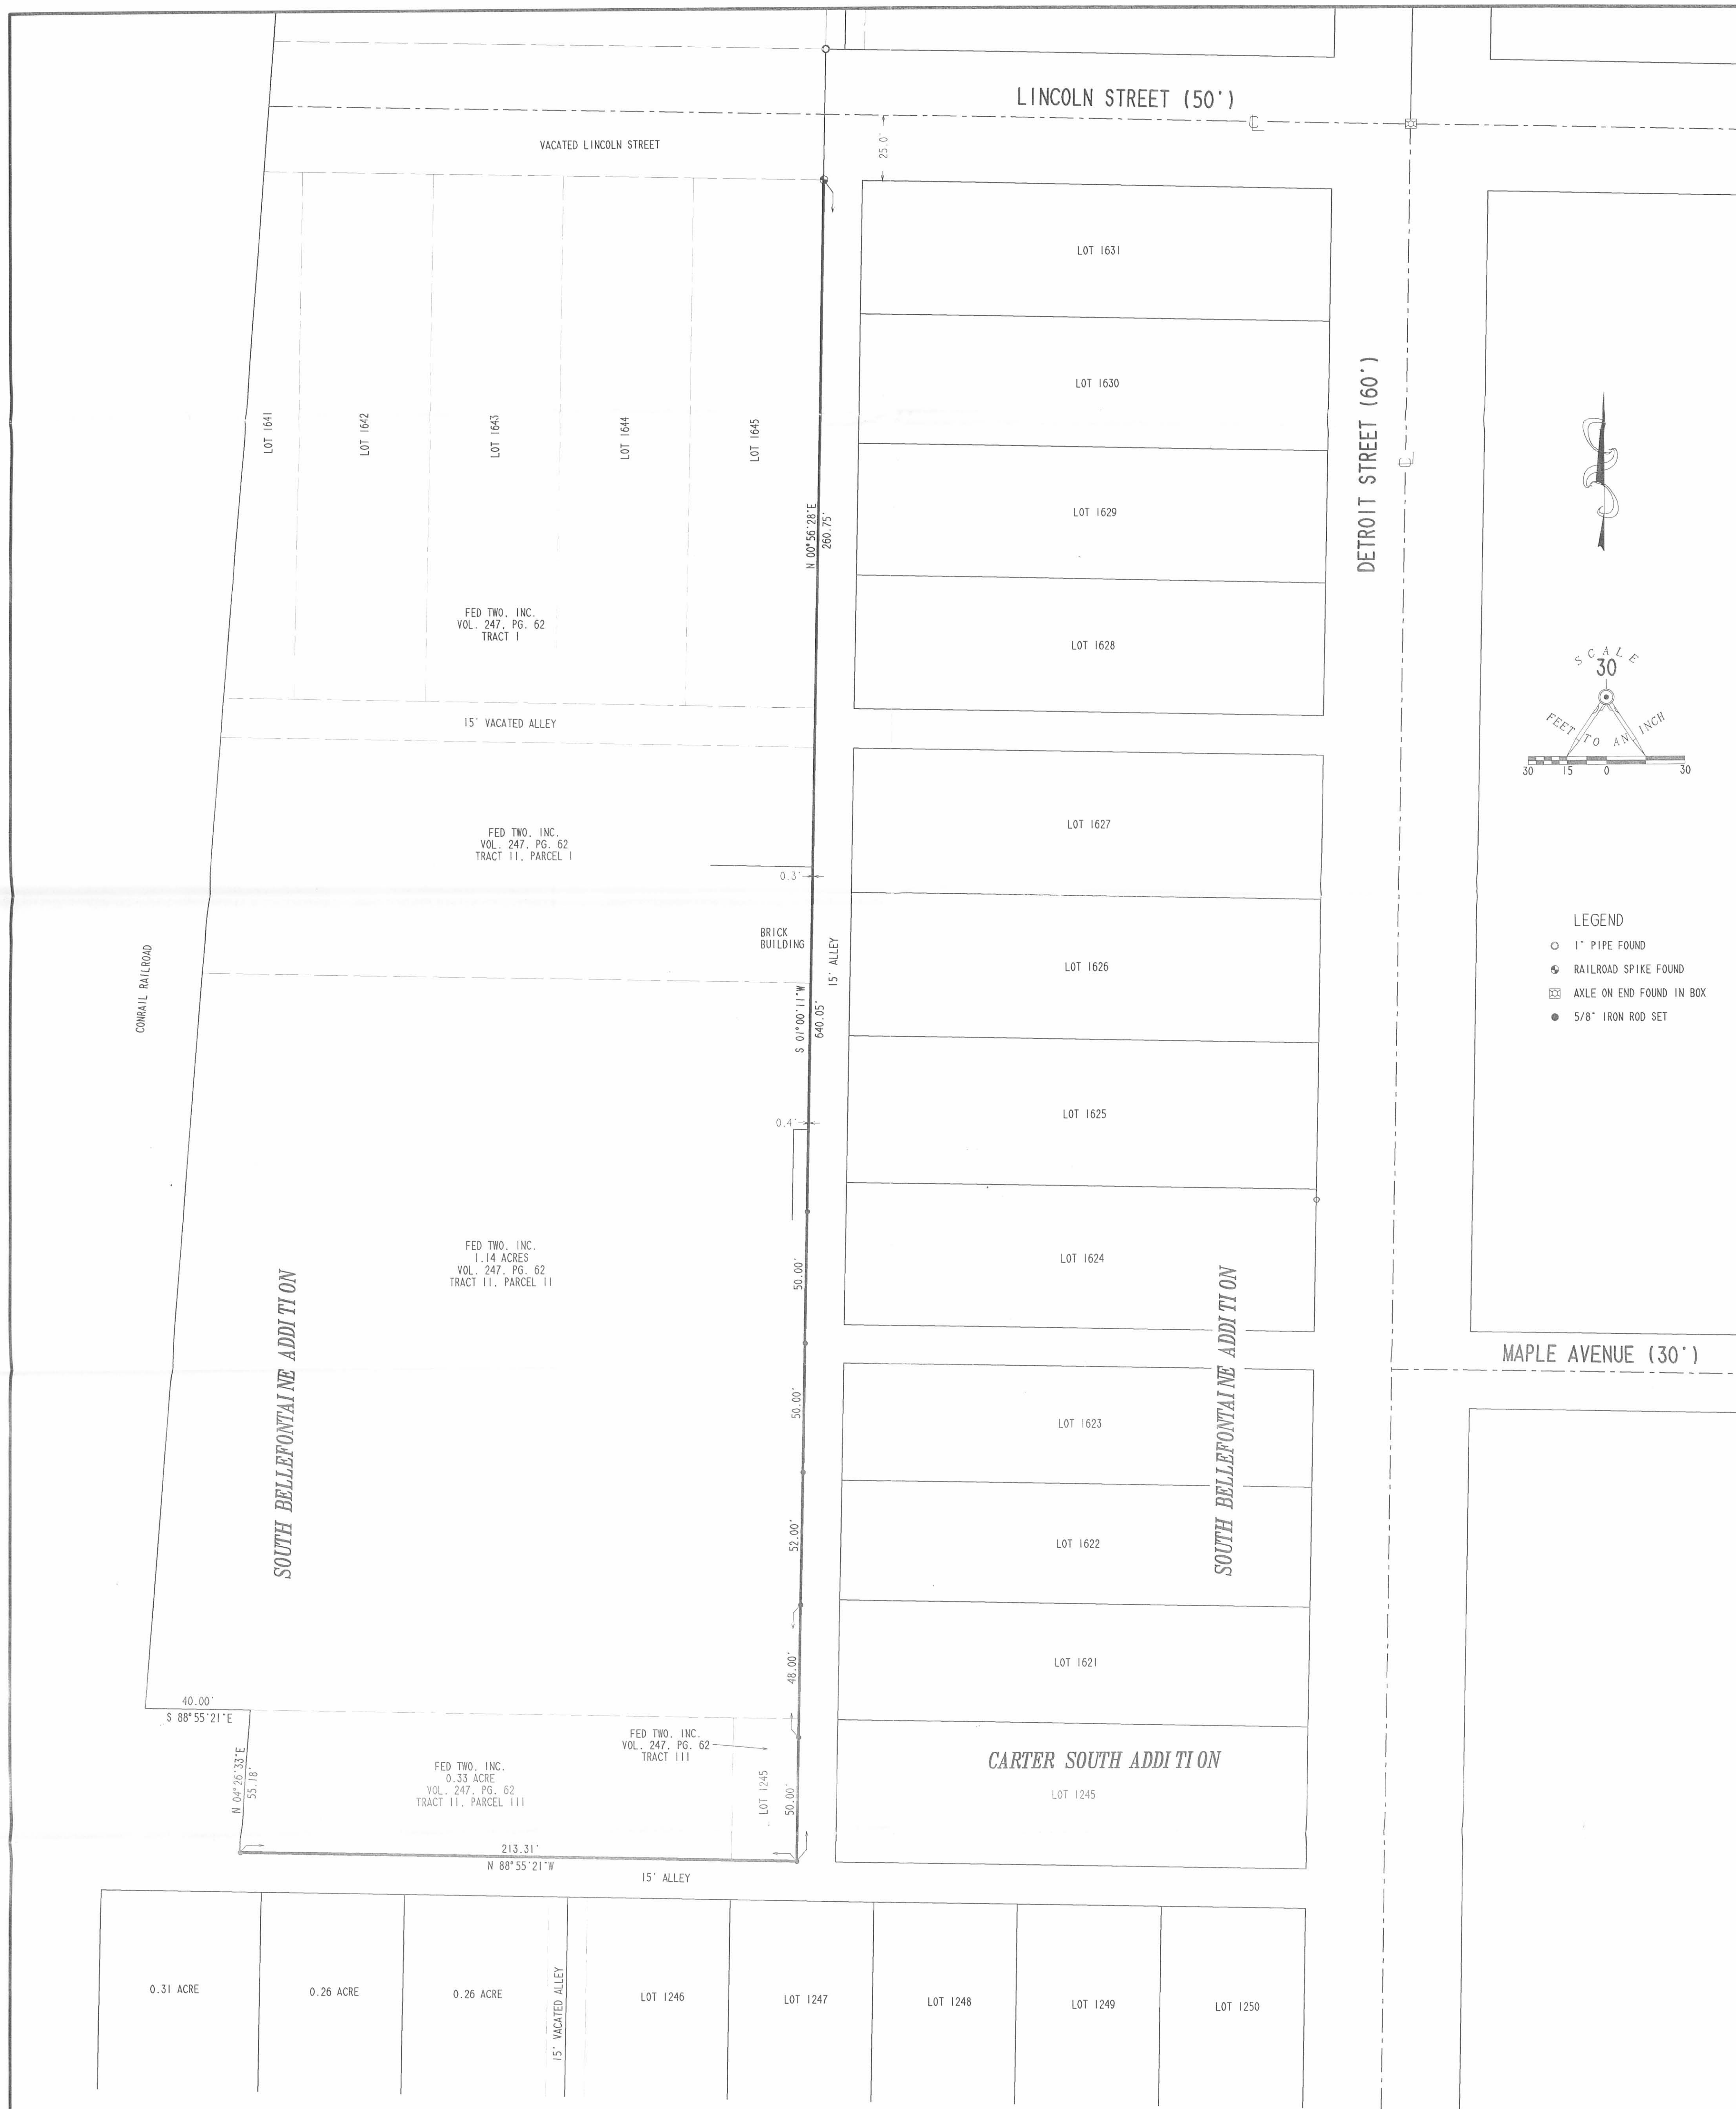 LINCOLN STREET (50')
25.0'
VACATED LINCOLN STREET
LOT 1631
LOT 1630
LOT 1629
LOT 1628
DETROIT STREET (60')
LOT 1641
LOT 1642
LOT 1643
LOT 1644
LOT 1645
N 00°56'28"E
260.75'
FED TWO, INC.
VOL. 247, PG. 62
TRACT I
15' VACATED ALLEY
SCALE
30
FEET TO AN INCH
30 15 0 30
FED TWO, INC.
VOL. 247, PG. 62
TRACT II, PARCEL I
0.3'
BRICK
BUILDING
15' ALLEY
S 01°00'11"W
640.05'
0.4'
CONRAIL RAILROAD
LOT 1627
LOT 1626
LOT 1625
LOT 1624
LEGEND
1" PIPE FOUND
RAILROAD SPIKE FOUND
AXLE ON END FOUND IN BOX
5/8" IRON ROD SET
FED TWO, INC.
1.14 ACRES
VOL. 247, PG. 62
TRACT II, PARCEL II
SOUTH BELLEFONTAINE ADDITION
50.00'
50.00'
52.00'
48.00'
50.00'
SOUTH BELLEFONTAINE ADDITION
MAPLE AVENUE (30')
LOT 1623
LOT 1622
LOT 1621
40.00'
S 88°55'21"E
N 04°26'33"E
55.18'
FED TWO, INC.
VOL. 247, PG. 62
TRACT III
FED TWO, INC.
0.33 ACRE
VOL. 247, PG. 62
TRACT II, PARCEL III
LOT 1245
CARTER SOUTH ADDITION
LOT 1245
213.31'
N 88°55'21"W
15' ALLEY
0.31 ACRE
0.26 ACRE
0.26 ACRE
15' VACATED ALLEY
LOT 1246
LOT 1247
LOT 1248
LOT 1249
LOT 1250